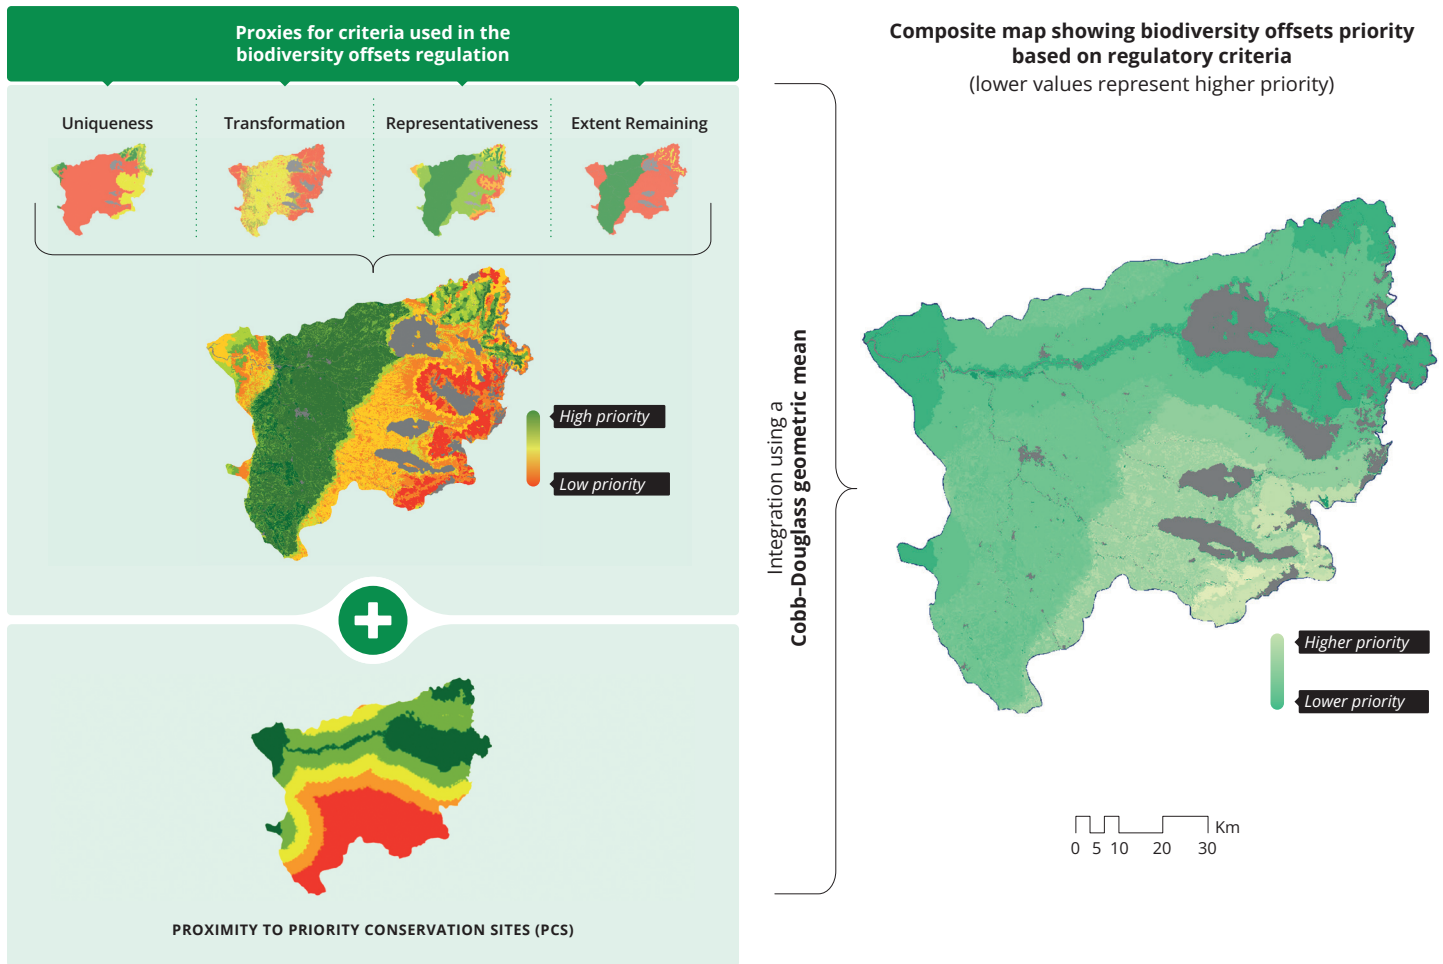 Proxies for criteria used in the
biodiversity offsets regulation
Uniqueness
Transformation
Representativeness
Extent Remaining
High priority
Low priority
PROXIMITY TO PRIORITY CONSERVATION SITES (PCS)
Integration using a
Cobb–Douglass geometric mean
Composite map showing biodiversity offsets priority
based on regulatory criteria
(lower values represent higher priority)
Higher priority
Lower priority
Km
0 5 10 20 30